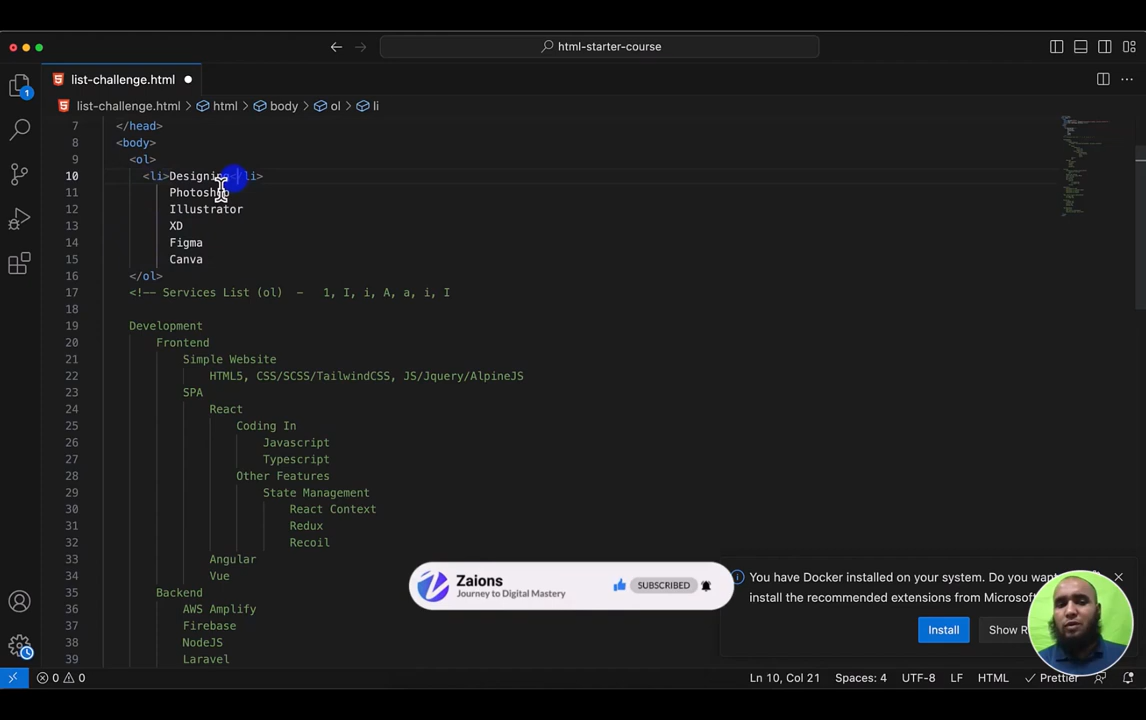 html-starter-course
list-challenge.html
list-challenge.html > html > body > ol > li
7 </head>
8 <body>
9 <ol>
10 <li>Designing</li>
11 Photoshop
12 Illustrator
13 XD
14 Figma
15 Canva
16 </ol>
17 <!-- Services List (ol) - 1, I, i, A, a, i, I
18
19 Development
20 Frontend
21 Simple Website
22 HTML5, CSS/SCSS/TailwindCSS, JS/Jquery/AlpineJS
23 SPA
24 React
25 Coding In
26 Javascript
27 Typescript
28 Other Features
29 State Management
30 React Context
31 Redux
32 Recoil
33 Angular
34 Vue
35 Backend
36 AWS Amplify
37 Firebase
38 NodeJS
39 Laravel
1
Zaions
Journey to Digital Mastery
SUBSCRIBED
You have Docker installed on your system. Do you want
install the recommended extensions from Microsoft
Install
Show
0 0
Ln 10, Col 21
Spaces: 4
UTF-8
LF
HTML
Prettier